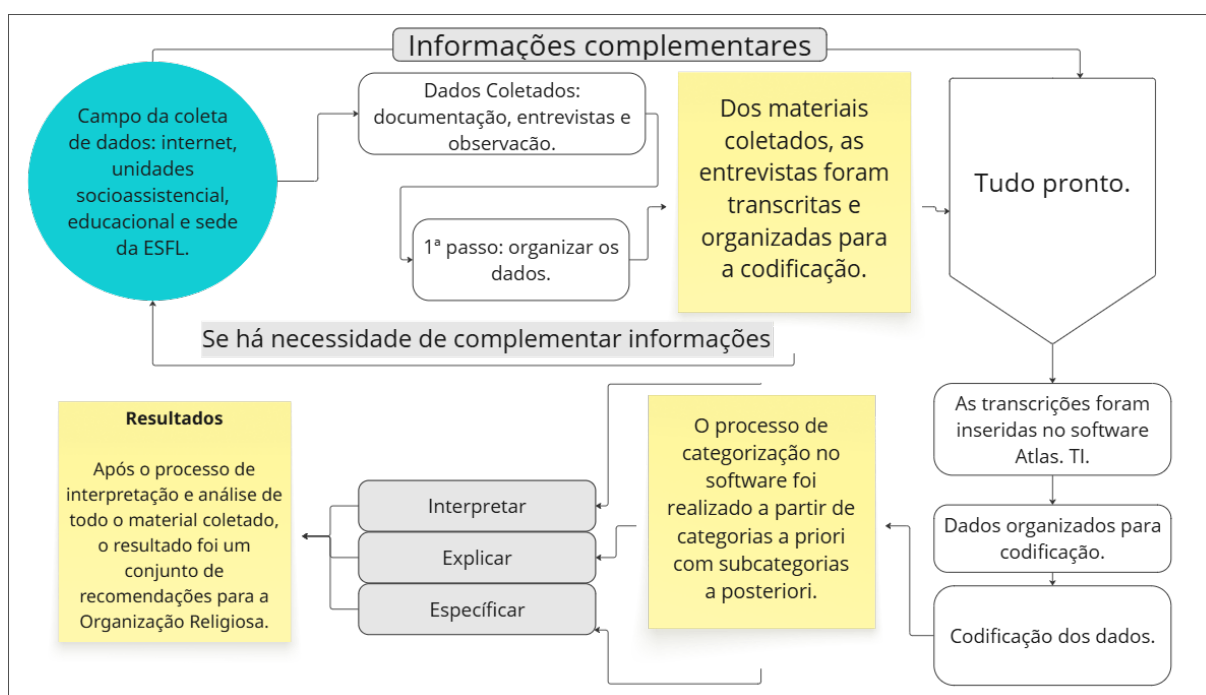 Informações complementares
Campo da coleta
de dados: internet,
unidades
socioassistencial,
educacional e sede
da ESFL.
Dados Coletados:
documentação, entrevistas e
observacão.
1ª passo: organizar os
dados.
Dos materiais
coletados, as
entrevistas foram
transcritas e
organizadas para
a codificação.
Tudo pronto.
Se há necessidade de complementar informações
As transcrições foram
inseridas no software
Atlas. TI.
Dados organizados para
codificação.
Codificação dos dados.
O processo de
categorização no
software foi
realizado a partir de
categorias a priori
com subcategorias
a posteriori.
Interpretar
Explicar
Específicar
Resultados
Após o processo de
interpretação e análise de
todo o material coletado,
o resultado foi um
conjunto de
recomendações para a
Organização Religiosa.